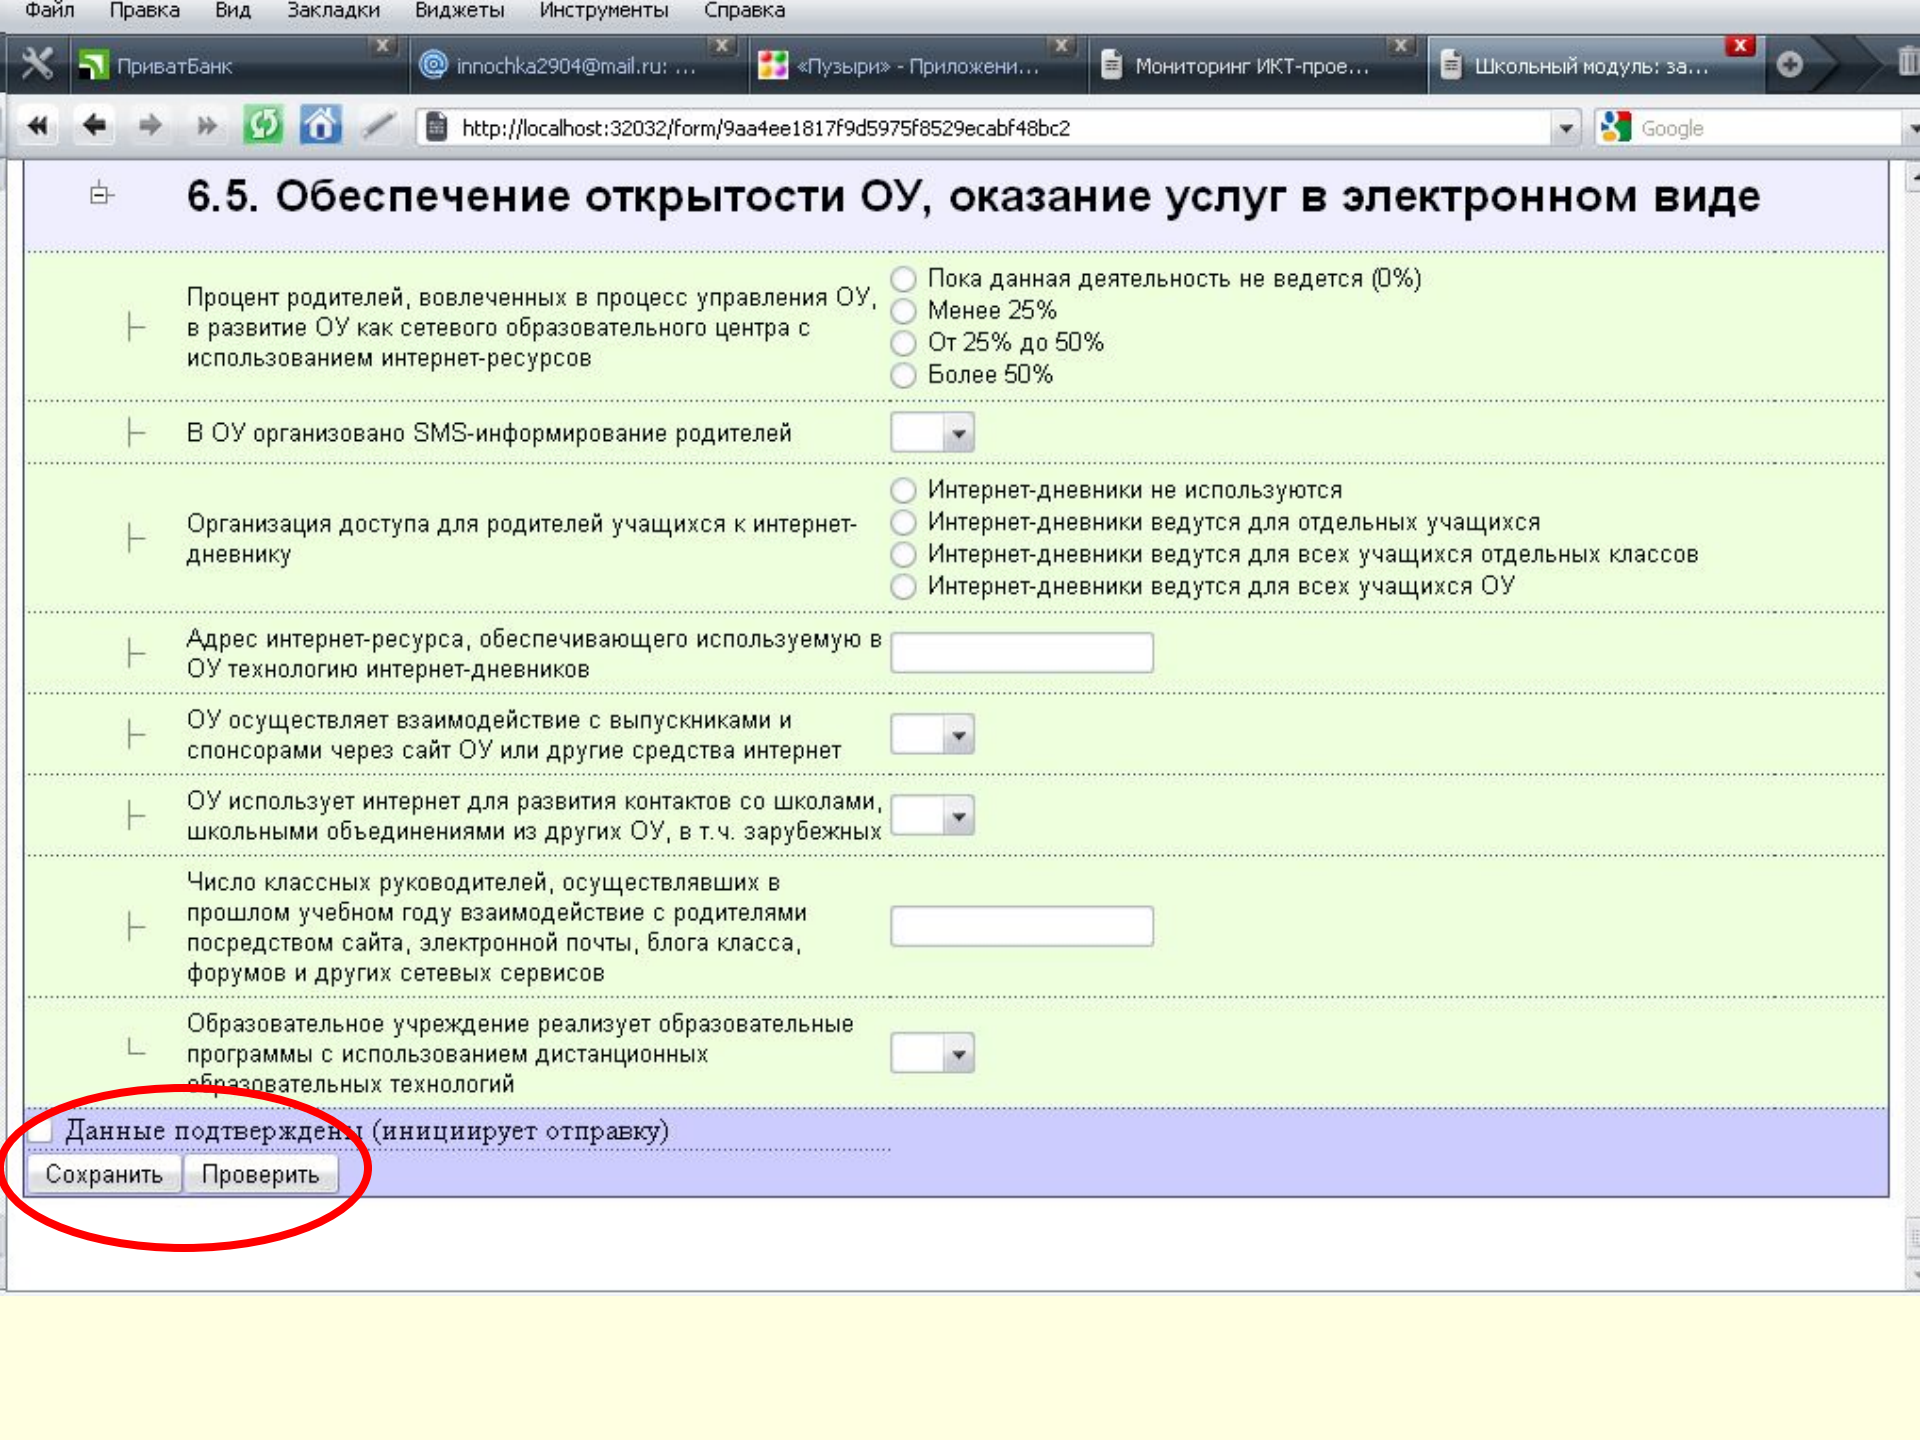 Файл Правка Вид Закладки Виджеты Инструменты Справка
ПриватБанк innochka2904@mail.ru: ... «Пузыри» - Приложени... Мониторинг ИКТ-прое... Школьный модуль: за...
http://localhost:32032/form/9aa4ee1817f9d5975f8529ecabf48bc2 Google
6.5. Обеспечение открытости ОУ, оказание услуг в электронном виде
Процент родителей, вовлеченных в процесс управления ОУ,
в развитие ОУ как сетевого образовательного центра с
использованием интернет-ресурсов
Пока данная деятельность не ведется (0%)
Менее 25%
От 25% до 50%
Более 50%
В ОУ организовано SMS-информирование родителей
Организация доступа для родителей учащихся к интернет-
дневнику
Интернет-дневники не используются
Интернет-дневники ведутся для отдельных учащихся
Интернет-дневники ведутся для всех учащихся отдельных классов
Интернет-дневники ведутся для всех учащихся ОУ
Адрес интернет-ресурса, обеспечивающего используемую в
ОУ технологию интернет-дневников
ОУ осуществляет взаимодействие с выпускниками и
спонсорами через сайт ОУ или другие средства интернет
ОУ использует интернет для развития контактов со школами,
школьными объединениями из других ОУ, в т.ч. зарубежных
Число классных руководителей, осуществлявших в
прошлом учебном году взаимодействие с родителями
посредством сайта, электронной почты, блога класса,
форумов и других сетевых сервисов
Образовательное учреждение реализует образовательные
программы с использованием дистанционных
образовательных технологий
Данные подтверждены (инициирует отправку)
Сохранить Проверить